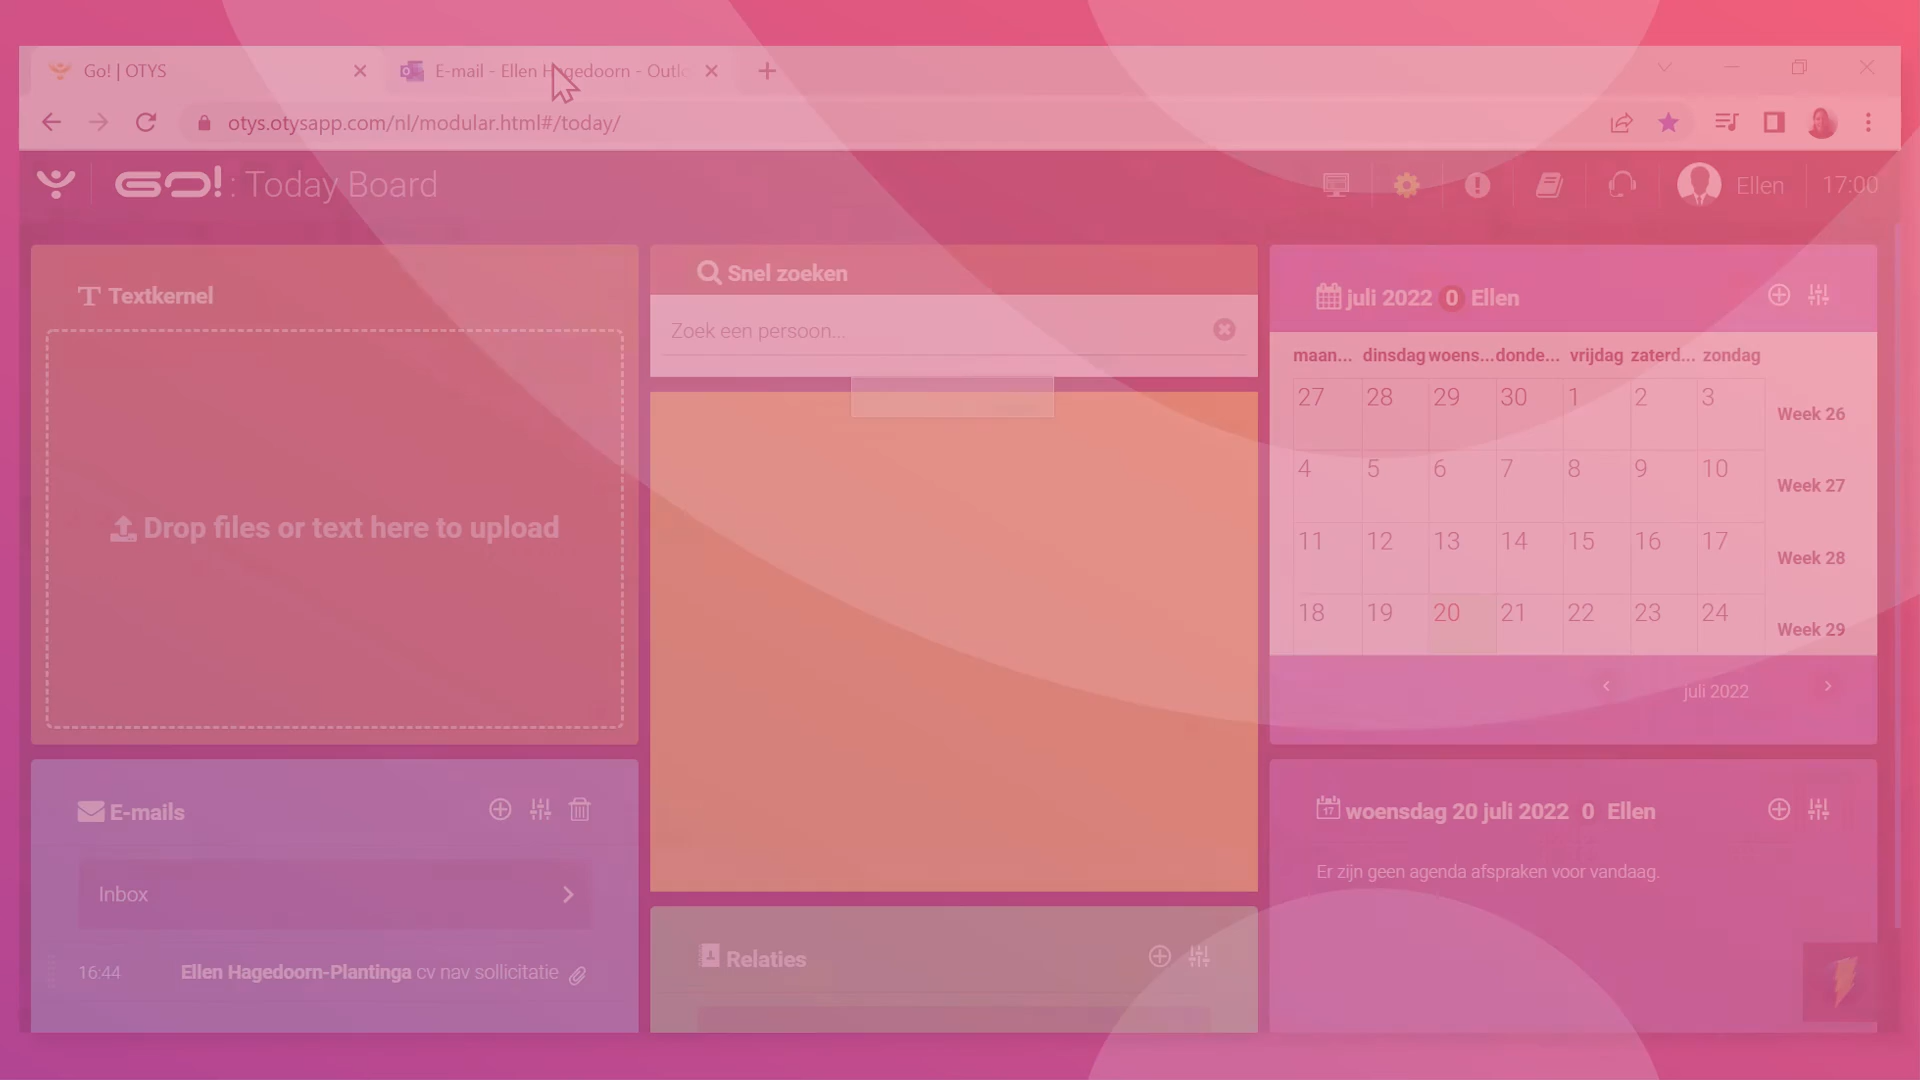 Go! | OTYS
E-mail - Ellen Hagedoorn - Outlo
otys.otysapp.com/nl/modular.html#/today/
GO! : Today Board
Ellen
17:00
Textkernel
Drop files or text here to upload
Snel zoeken
Zoek een persoon...
juli 2022 0 Ellen
maan... dinsdag woens... donde... vrijdag zaterd... zondag
27 28 29 30 1 2 3 Week 26
4 5 6 7 8 9 10 Week 27
11 12 13 14 15 16 17 Week 28
18 19 20 21 22 23 24 Week 29
juli 2022
E-mails
Inbox
16:44 Ellen Hagedoorn-Plantinga cv nav sollicitatie
Relaties
woensdag 20 juli 2022 0 Ellen
Er zijn geen agenda afspraken voor vandaag.